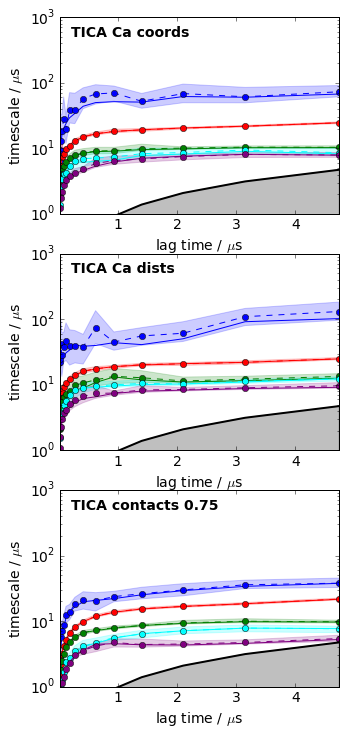 10³
TICA Ca coords
10²
timescale / μs
10¹
10⁰
1 2 3 4
lag time / μs
10³
TICA Ca dists
10²
timescale / μs
10¹
10⁰
1 2 3 4
lag time / μs
10³
TICA contacts 0.75
10²
timescale / μs
10¹
10⁰
1 2 3 4
lag time / μs